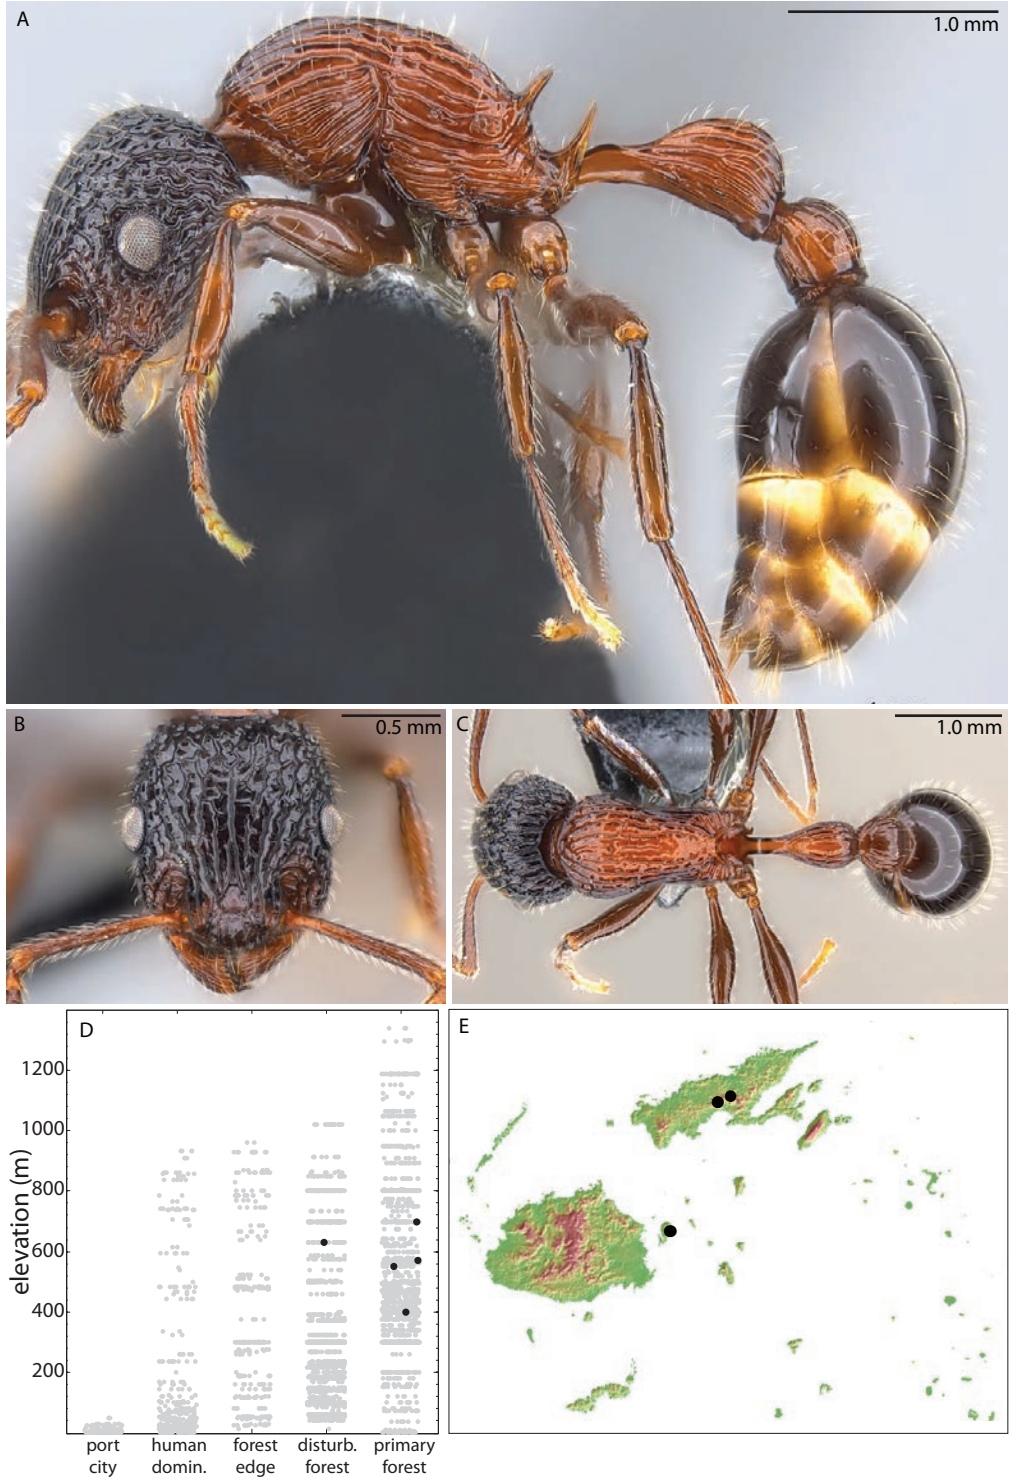 A
1.0 mm
B
0.5 mm
C
1.0 mm
D
elevation (m)
1200
1000
800
600
400
200
port city
human domin.
forest edge
disturb. forest
primary forest
E